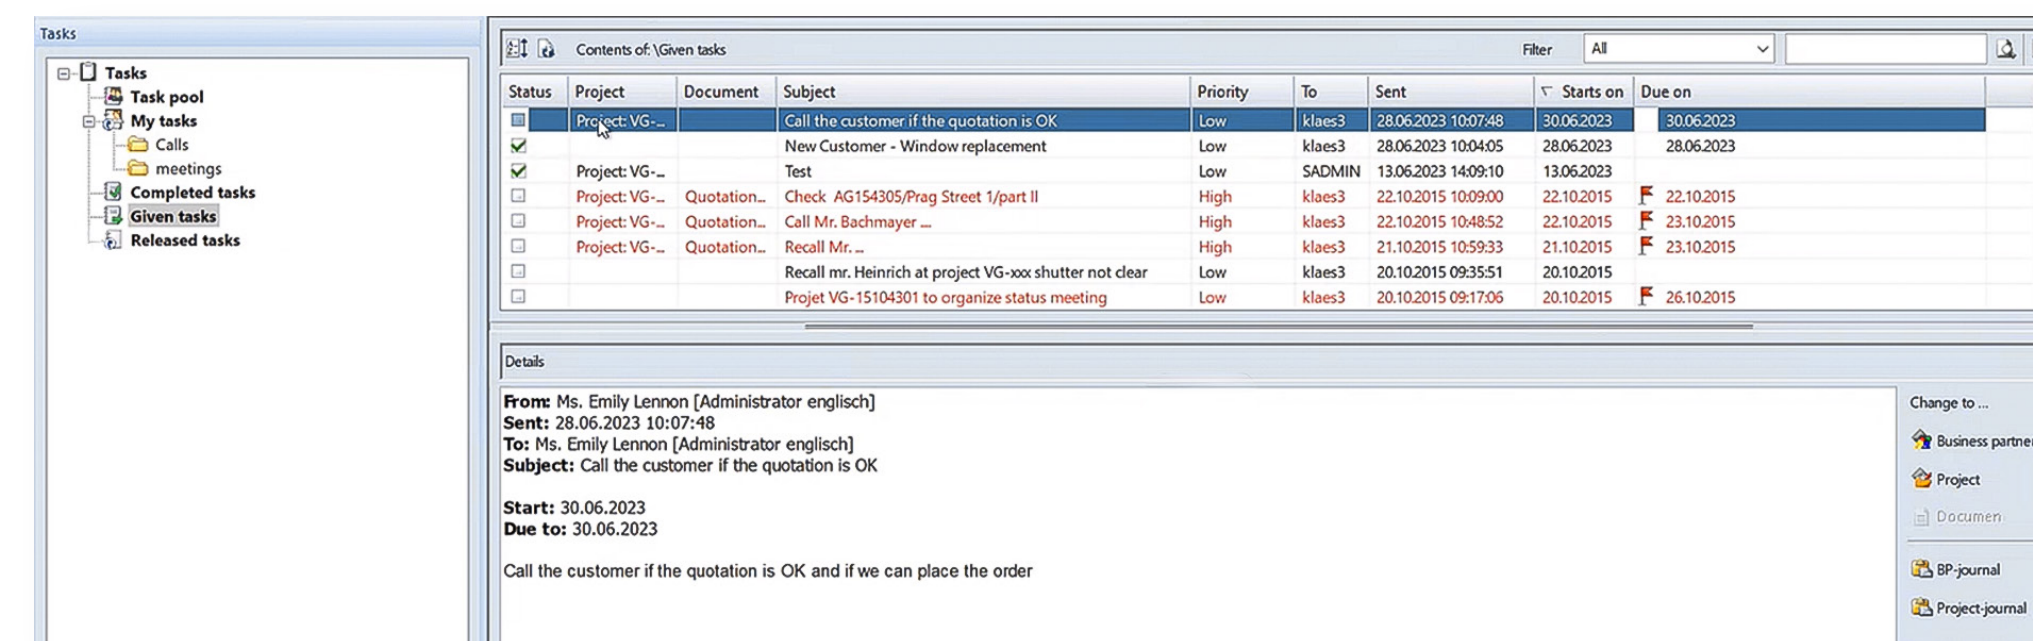 Tasks
Tasks
Task pool
My tasks
Calls
meetings
Completed tasks
Given tasks
Released tasks
Contents of: \Given tasks Filter All
Status Project Document Subject Priority To Sent Starts on Due on
Project: VG-... Call the customer if the quotation is OK Low klaes3 28.06.2023 10:07:48 30.06.2023 30.06.2023
New Customer - Window replacement Low klaes3 28.06.2023 10:04:05 28.06.2023 28.06.2023
Project: VG-... Test Low SADMIN 13.06.2023 14:09:10 13.06.2023
Project: VG-... Quotation... Check AG154305/Prag Street 1/part II High klaes3 22.10.2015 10:09:00 22.10.2015 22.10.2015
Project: VG-... Quotation... Call Mr. Bachmayer ... High klaes3 22.10.2015 10:48:52 22.10.2015 23.10.2015
Project: VG-... Quotation... Recall Mr. ... High klaes3 21.10.2015 10:59:33 21.10.2015 23.10.2015
Recall mr. Heinrich at project VG-xxx shutter not clear Low klaes3 20.10.2015 09:35:51 20.10.2015
Projet VG-15104301 to organize status meeting Low klaes3 20.10.2015 09:17:06 20.10.2015 26.10.2015
Details
From: Ms. Emily Lennon [Administrator englisch]
Sent: 28.06.2023 10:07:48
To: Ms. Emily Lennon [Administrator englisch]
Subject: Call the customer if the quotation is OK
Start: 30.06.2023
Due to: 30.06.2023
Call the customer if the quotation is OK and if we can place the order
Change to ...
Business partner
Project
Documen
BP-journal
Project-journal